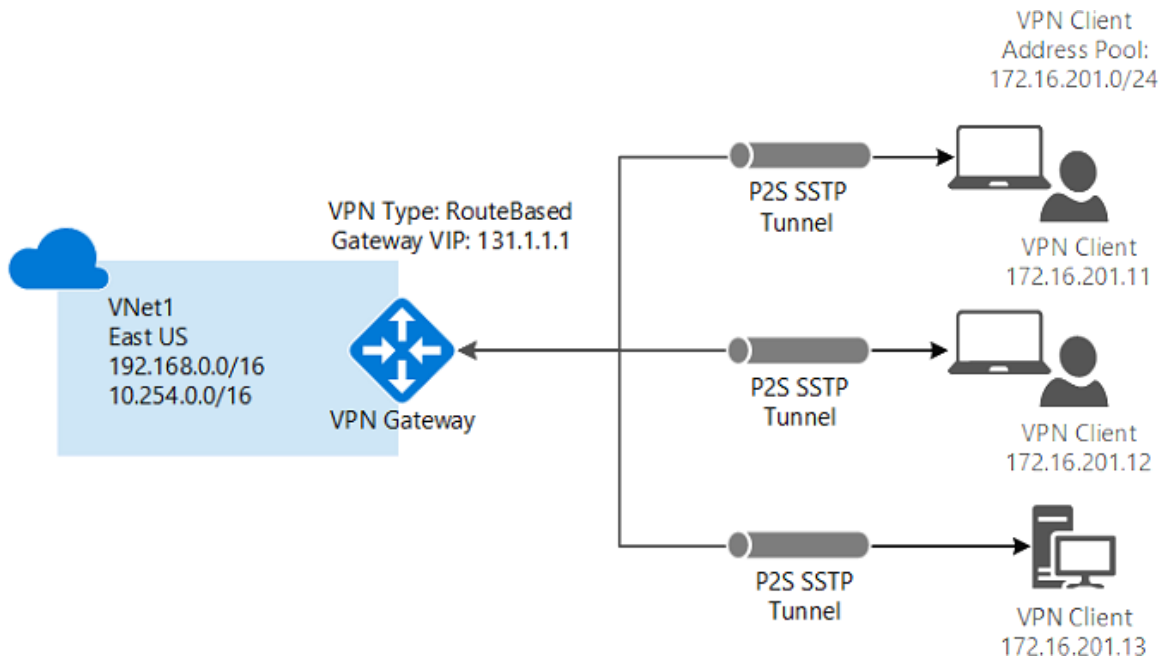 VPN Client
Address Pool:
172.16.201.0/24
P2S SSTP
Tunnel
VPN Type: RouteBased
Gateway VIP: 131.1.1.1
VPN Client
172.16.201.11
VNet1
East US
192.168.0.0/16
10.254.0.0/16
VPN Gateway
P2S SSTP
Tunnel
VPN Client
172.16.201.12
P2S SSTP
Tunnel
VPN Client
172.16.201.13